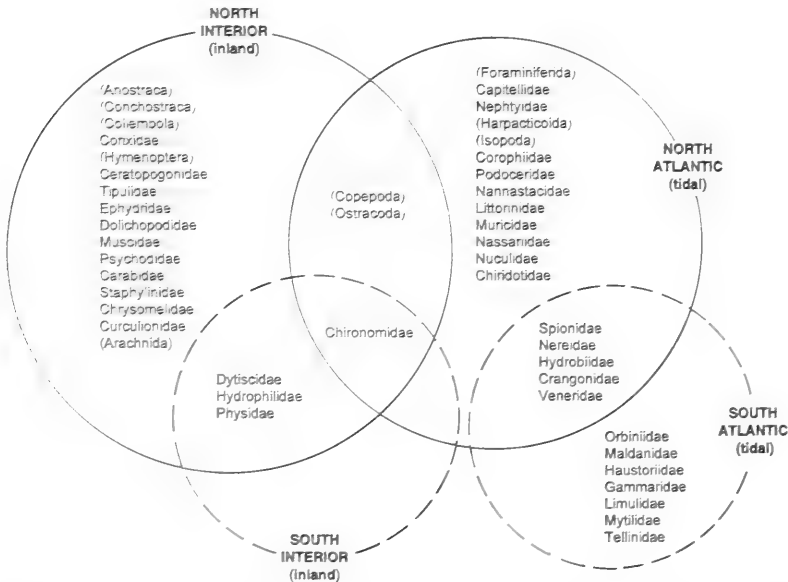 NORTH
INTERIOR
(inland)
(Anostraca)
(Conchostraca)
(Collembola)
Corixidae
(Hymenoptera)
Ceratopogonidae
Tipulidae
Ephydridae
Dolichopodidae
Muscidae
Psychodidae
Carabidae
Staphylinidae
Chrysomelidae
Curculionidae
(Arachnida)
(Copepoda)
(Ostracoda)
(Foraminifenda)
Capitellidae
Nephtyidae
(Harpacticoida)
(Isopoda)
Corophiidae
Podoceridae
Nannastacidae
Littorinidae
Muricidae
Nassariidae
Nuculidae
Chiridotidae
NORTH
ATLANTIC
(tidal)
Chironomidae
Dytiscidae
Hydrophilidae
Physidae
Spionidae
Nereidae
Hydrobiidae
Crangonidae
Veneridae
SOUTH
ATLANTIC
(tidal)
Orbiniidae
Maldanidae
Haustoriidae
Gammaridae
Limulidae
Mytilidae
Tellinidae
SOUTH
INTERIOR
(inland)